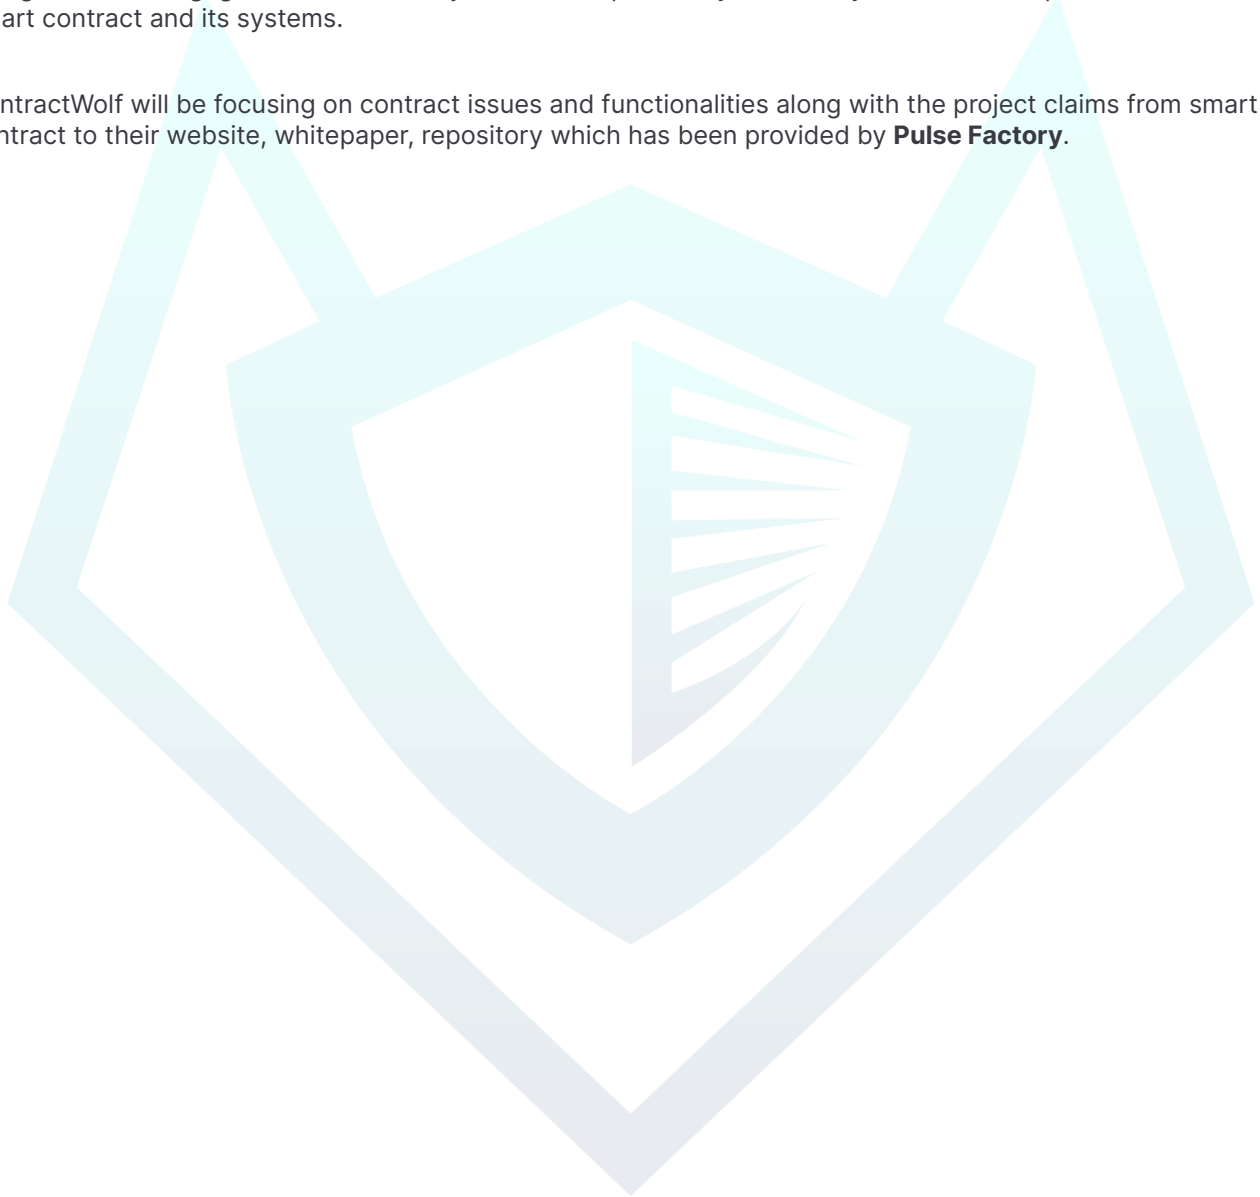 art contract and its systems.
ntractWolf will be focusing on contract issues and functionalities along with the project claims from smart
ntract to their website, whitepaper, repository which has been provided by Pulse Factory.